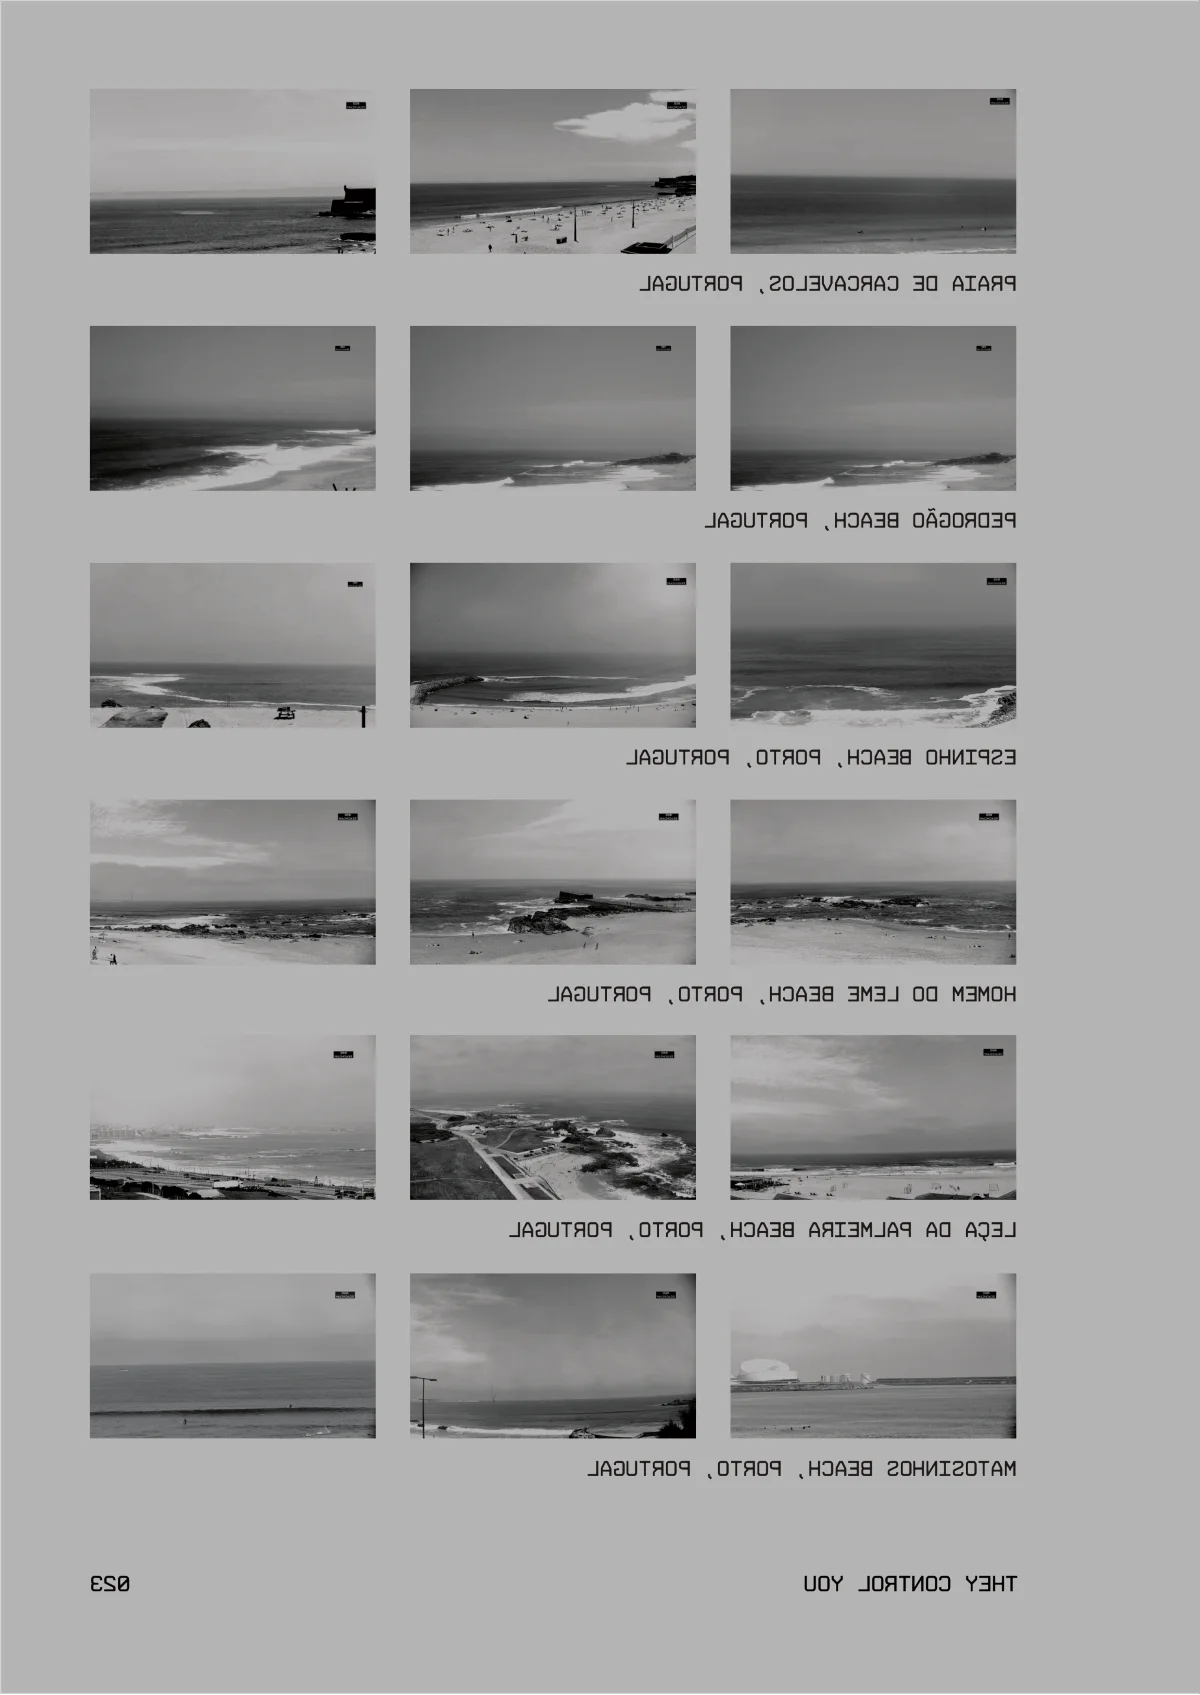 PRAIA DE CARCAVELOS, PORTUGAL
PEDROGÃO BEACH, PORTUGAL
ESPINHO BEACH, PORTO, PORTUGAL
HOMEM DO LEME BEACH, PORTO, PORTUGAL
LEÇA DA PALMEIRA BEACH, PORTO, PORTUGAL
MATOSINHOS BEACH, PORTO, PORTUGAL
THEY CONTROL YOU
023